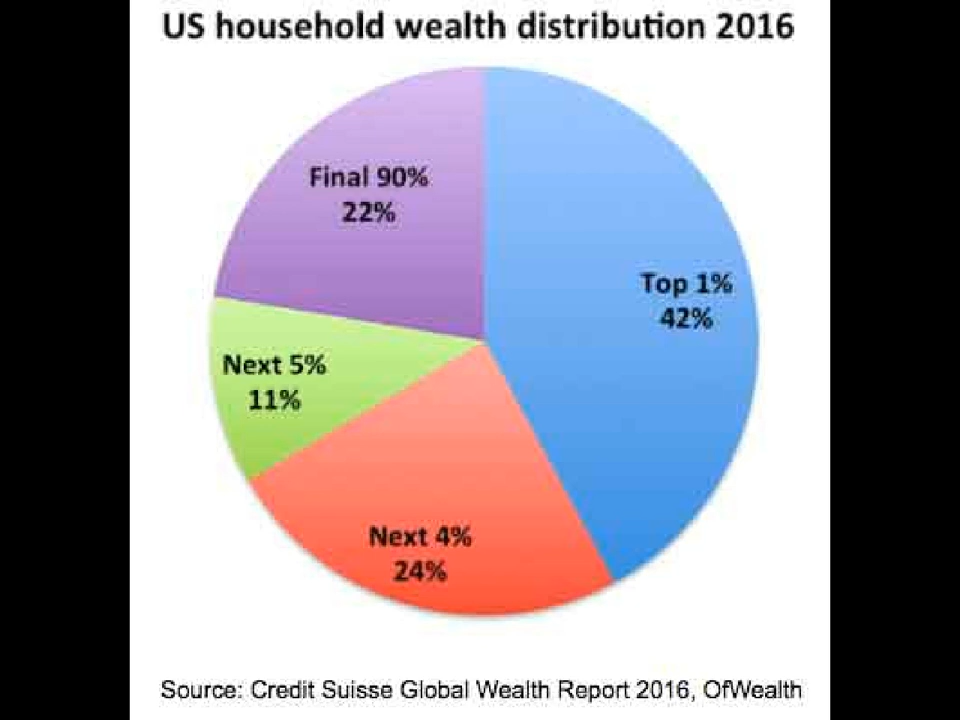 US household wealth distribution 2016
Final 90%
22%
Top 1%
42%
Next 5%
11%
Next 4%
24%
Source: Credit Suisse Global Wealth Report 2016, OfWealth